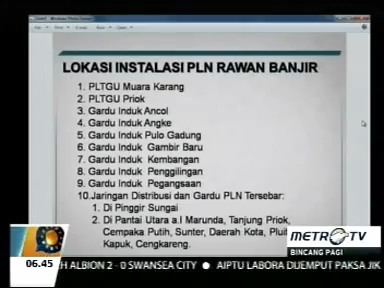 LOKASI INSTALASI PLN RAWAN BANJIR
1. PLTGU Muara Karang
2. PLTGU Priok
3. Gardu Induk Ancol
4. Gardu Induk Angke
5. Gardu Induk Pulo Gadung
6. Gardu Induk Gambir Baru
7. Gardu Induk Kembangan
8. Gardu Induk Penggilingan
9. Gardu Induk Pegangsaan
10.Jaringan Distribusi dan Gardu PLN Tersebar:
1. Di Pinggir Sungai
2. Di Pantai Utara a.l Marunda, Tanjung Priok,
Cempaka Putih, Sunter, Daerah Kota, Pluit
Kapuk, Cengkareng.
METRO TV
BINCANG PAGI
06.45
H ALBION 2 - 0 SWANSEA CITY ● AIPTU LABORA DIJEMPUT PAKSA JIK